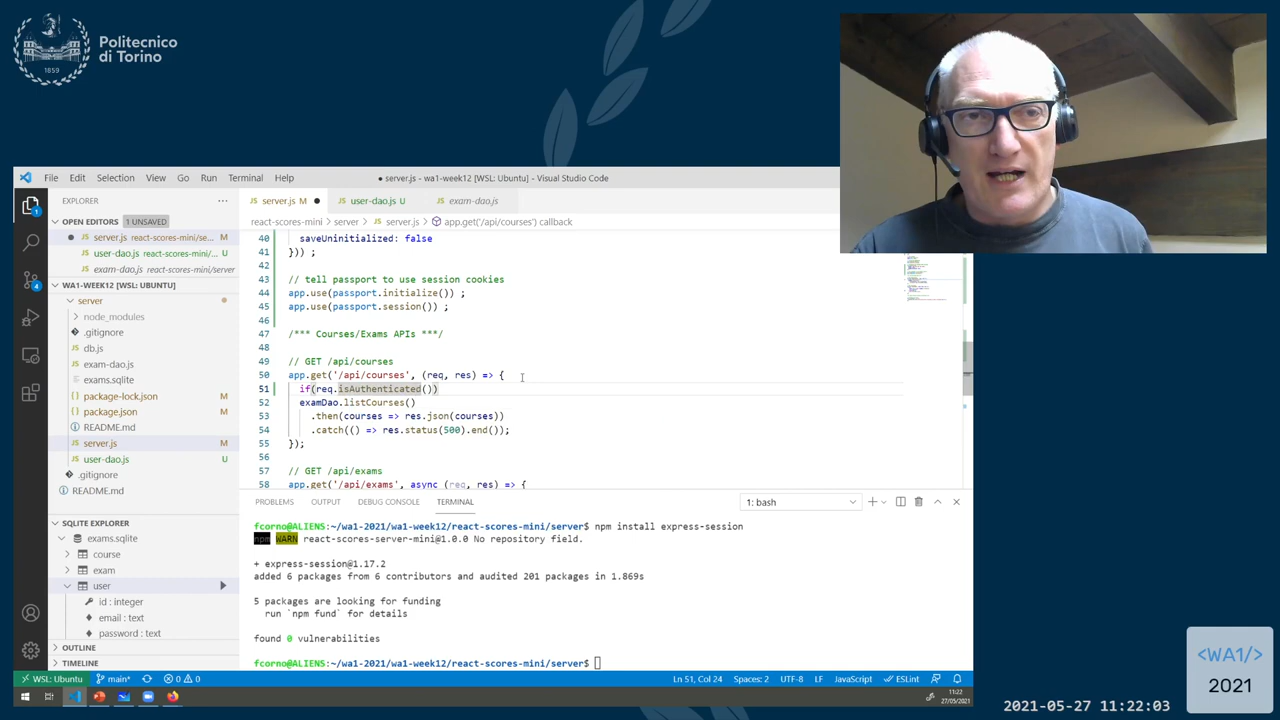 1859
Politecnico
di Torino
File Edit Selection View Go Run Terminal Help
● server.js - wa1-week12 [WSL: Ubuntu] - Visual Studio Code
EXPLORER ···
JS server.js M ●
JS user-dao.js U
JS exam-dao.js
react-scores-mini > server > JS server.js > app.get('/api/courses') callback
OPEN EDITORS 1 UNSAVED
● JS server.js react-scores-mini/se... M
JS user-dao.js react-scores-mini/... U
JS exam-dao.js react-scores-mini/server
WA1-WEEK12 [WSL: UBUNTU]
server
node_modules
.gitignore
JS db.js
JS exam-dao.js
exams.sqlite
package-lock.json M
package.json M
README.md
JS server.js M
JS user-dao.js U
.gitignore
README.md
SQLITE EXPLORER
exams.sqlite
course
exam
user
id : integer
email : text
password : text
OUTLINE
TIMELINE
40 saveUninitialized: false
41 })) ;
42
43 // tell passport to use session cookies
44 app.use(passport.initialize()) ;
45 app.use(passport.session()) ;
46
47 /*** Courses/Exams APIs ***/
48
49 // GET /api/courses
50 app.get('/api/courses', (req, res) => {
51 if(req.isAuthenticated())
52 examDao.listCourses()
53 .then(courses => res.json(courses))
54 .catch(() => res.status(500).end());
55 });
56
57 // GET /api/exams
58 app.get('/api/exams', async (req, res) => {
PROBLEMS OUTPUT DEBUG CONSOLE TERMINAL
1: bash
fcorno@ALIENS:~/wa1-2021/wa1-week12/react-scores-mini/server$ npm install express-session
npm WARN react-scores-server-mini@1.0.0 No repository field.
+ express-session@1.17.2
added 6 packages from 6 contributors and audited 201 packages in 1.869s
5 packages are looking for funding
run `npm fund` for details
found 0 vulnerabilities
fcorno@ALIENS:~/wa1-2021/wa1-week12/react-scores-mini/server$
WSL: Ubuntu main* 0 0
Ln 51, Col 24 Spaces: 2 UTF-8 LF JavaScript ESLint
11:22
27/05/2021
<WA1/>
2021
2021-05-27 11:22:03